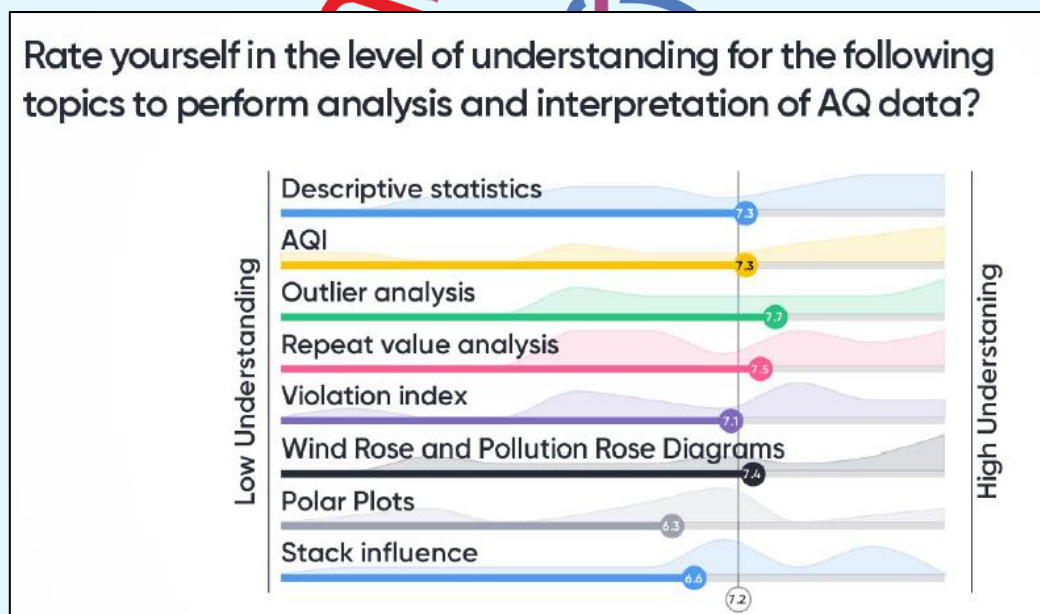 Rate yourself in the level of understanding for the following
topics to perform analysis and interpretation of AQ data?
Low Understanding
Descriptive statistics
7.3
AQI
7.3
Outlier analysis
7.7
Repeat value analysis
7.5
Violation index
7.1
Wind Rose and Pollution Rose Diagrams
7.4
Polar Plots
6.3
Stack influence
6.6
7.2
High Understaning